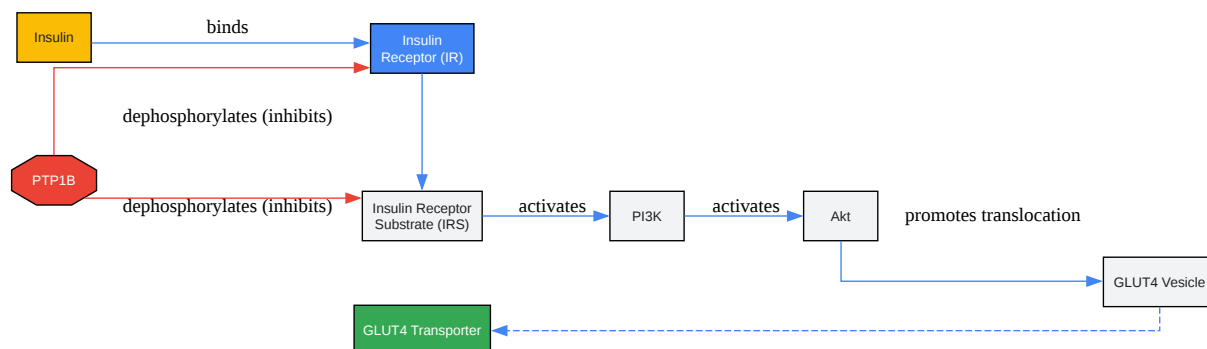 Insulin
binds
Insulin
Receptor (IR)
dephosphorylates (inhibits)
PTP1B
dephosphorylates (inhibits)
Insulin Receptor
Substrate (IRS)
activates
PI3K
activates
Akt
promotes translocation
GLUT4 Vesicle
GLUT4 Transporter